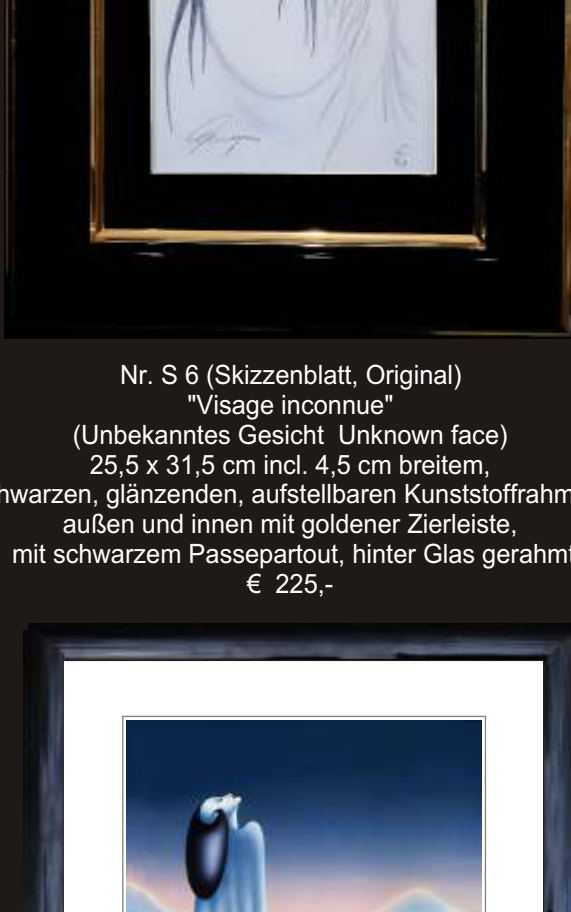 Nr. S 6 (Skizzenblatt, Original)
"Visage inconnue"
(Unbekanntes Gesicht Unknown face)
25,5 x 31,5 cm incl. 4,5 cm breitem,
hwarzen, glänzenden, aufstellbaren Kunststoffrahm
außen und innen mit goldener Zierleiste,
mit schwarzem Passepartout, hinter Glas gerahmt
€ 225,-